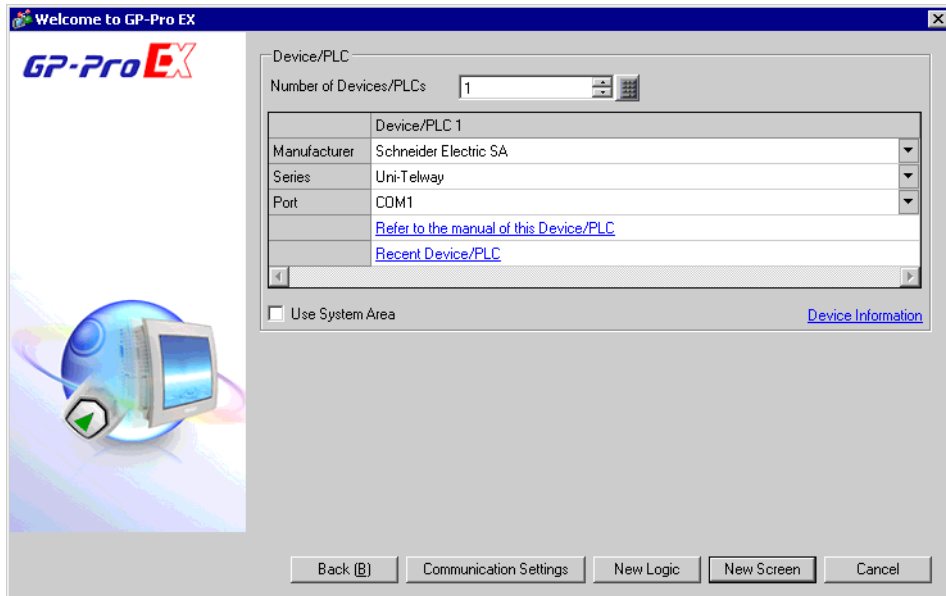 Welcome to GP-Pro EX
GP-Pro EX
Device/PLC
Number of Devices/PLCs 1
Device/PLC 1
Manufacturer Schneider Electric SA
Series Uni-Telway
Port COM1
Refer to the manual of this Device/PLC
Recent Device/PLC
Use System Area Device Information
Back (B) Communication Settings New Logic New Screen Cancel